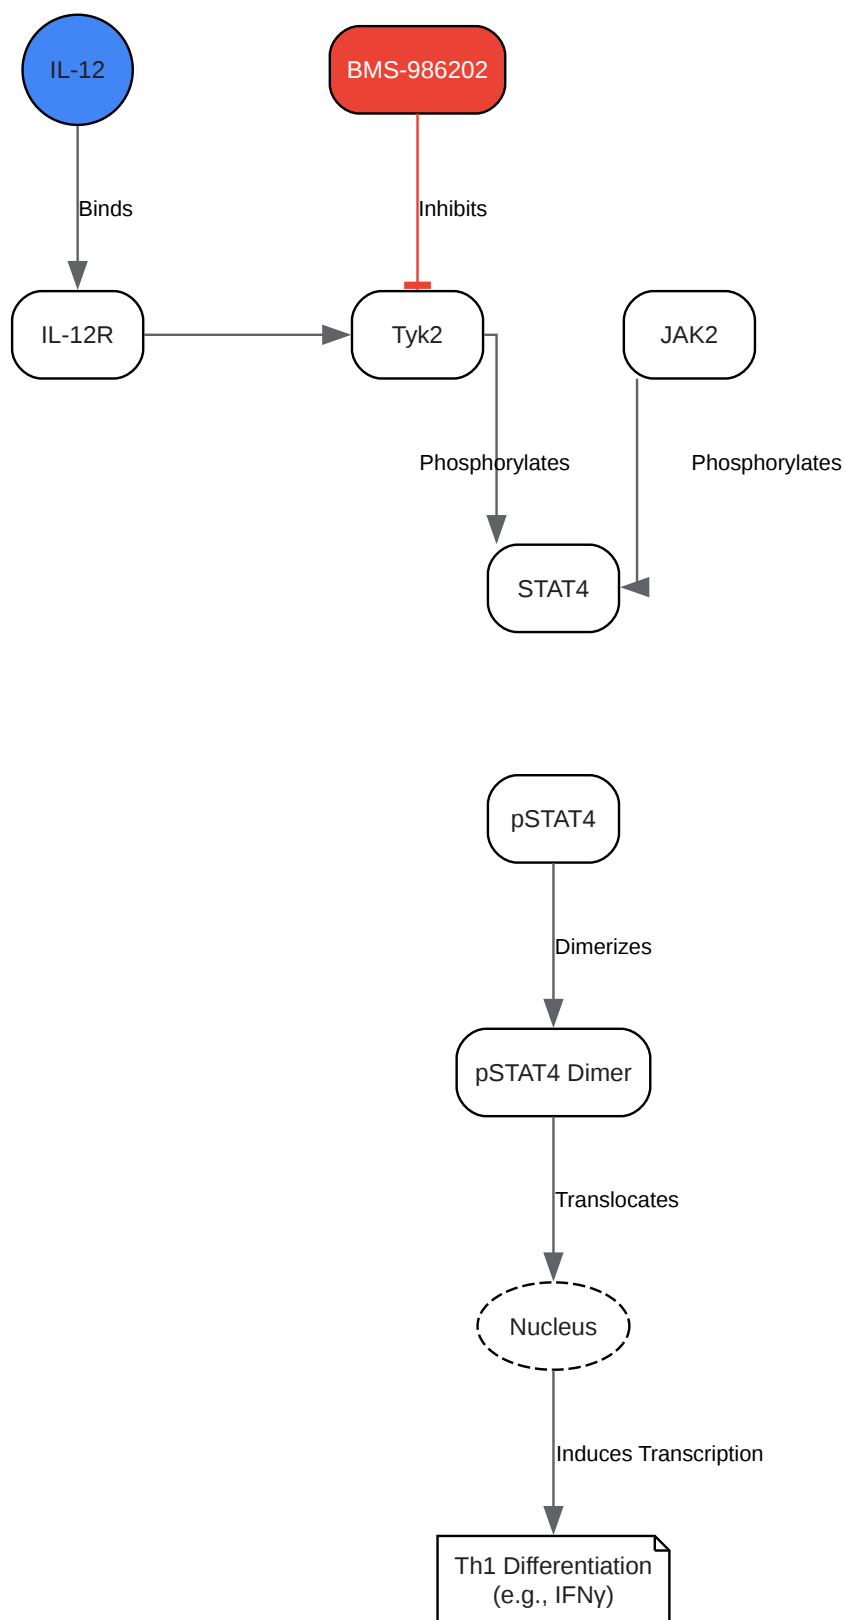 IL-12
BMS-986202
Binds
Inhibits
IL-12R
Tyk2
JAK2
Phosphorylates
Phosphorylates
STAT4
pSTAT4
Dimerizes
pSTAT4 Dimer
Translocates
Nucleus
Induces Transcription
Th1 Differentiation
(e.g., IFNγ)